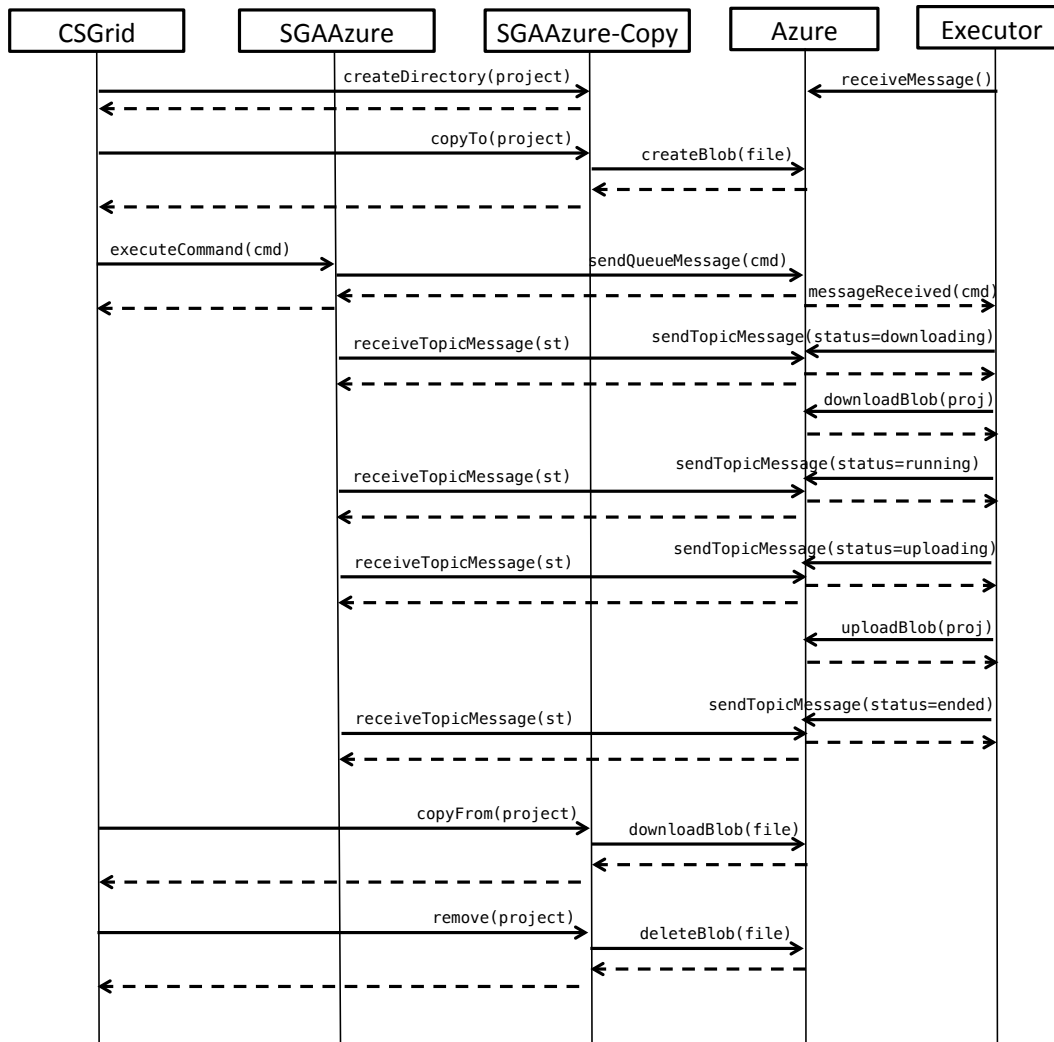 CSGrid
SGAAzure
SGAAzure-Copy
Azure
Executor
createDirectory(project)
receiveMessage()
copyTo(project)
createBlob(file)
executeCommand(cmd)
sendQueueMessage(cmd)
messageReceived(cmd)
receiveTopicMessage(st)
sendTopicMessage(status=downloading)
downloadBlob(proj)
receiveTopicMessage(st)
sendTopicMessage(status=running)
receiveTopicMessage(st)
sendTopicMessage(status=uploading)
uploadBlob(proj)
receiveTopicMessage(st)
sendTopicMessage(status=ended)
copyFrom(project)
downloadBlob(file)
remove(project)
deleteBlob(file)